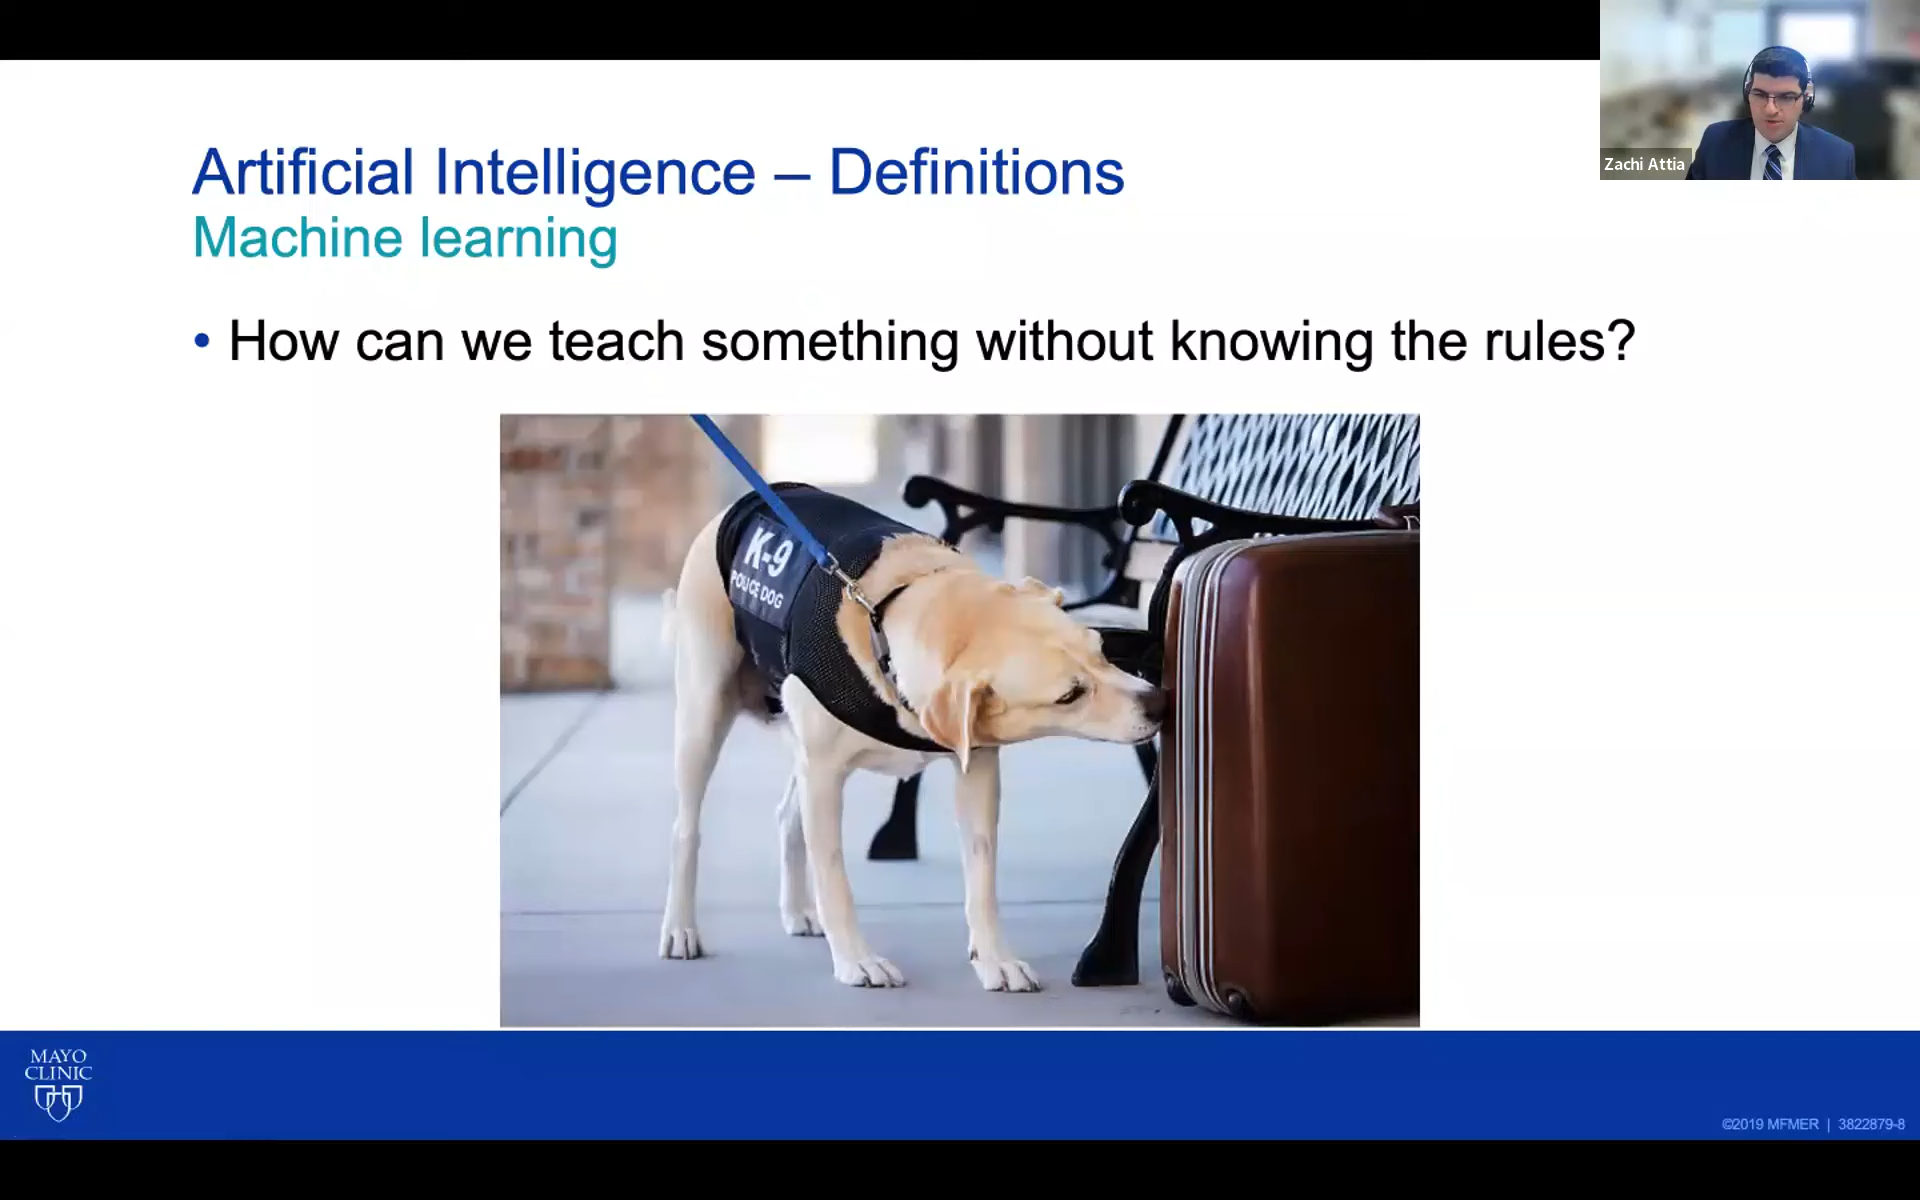 Zachi Attia
Artificial Intelligence – Definitions
Machine learning
• How can we teach something without knowing the rules?
K-9
POLICE DOG
MAYO
CLINIC
©2019 MFMER | 3822879-8